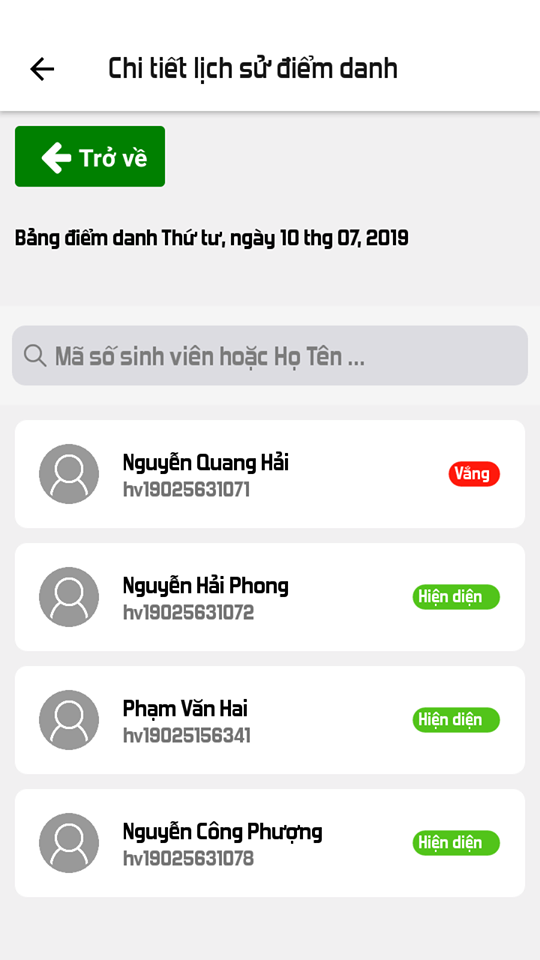 Chi tiết lịch sử điểm danh
Trở về
Bảng điểm danh Thứ tư, ngày 10 thg 07, 2019
Mã số sinh viên hoặc Họ Tên ...
Nguyễn Quang Hải
hv19025631071
Vắng
Nguyễn Hải Phong
hv19025631072
Hiện diện
Phạm Văn Hai
hv19025156341
Hiện diện
Nguyễn Công Phượng
hv19025631078
Hiện diện